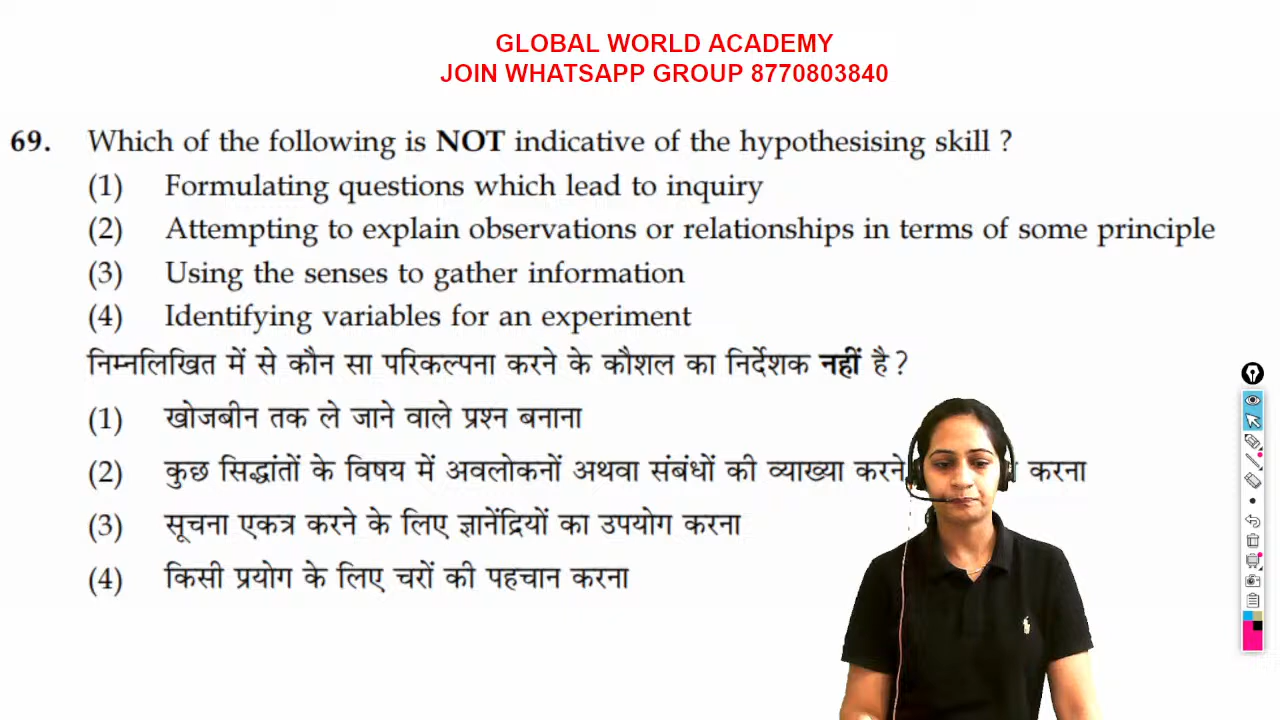 GLOBAL WORLD ACADEMY
JOIN WHATSAPP GROUP 8770803840
69. Which of the following is NOT indicative of the hypothesising skill ?
(1) Formulating questions which lead to inquiry
(2) Attempting to explain observations or relationships in terms of some principle
(3) Using the senses to gather information
(4) Identifying variables for an experiment
निम्नलिखित में से कौन सा परिकल्पना करने के कौशल का निर्देशक नहीं है ?
(1) खोजबीन तक ले जाने वाले प्रश्न बनाना
(2) कुछ सिद्धांतों के विषय में अवलोकनों अथवा संबंधों की व्याख्या करने करना
(3) सूचना एकत्र करने के लिए ज्ञानेंद्रियों का उपयोग करना
(4) किसी प्रयोग के लिए चरों की पहचान करना